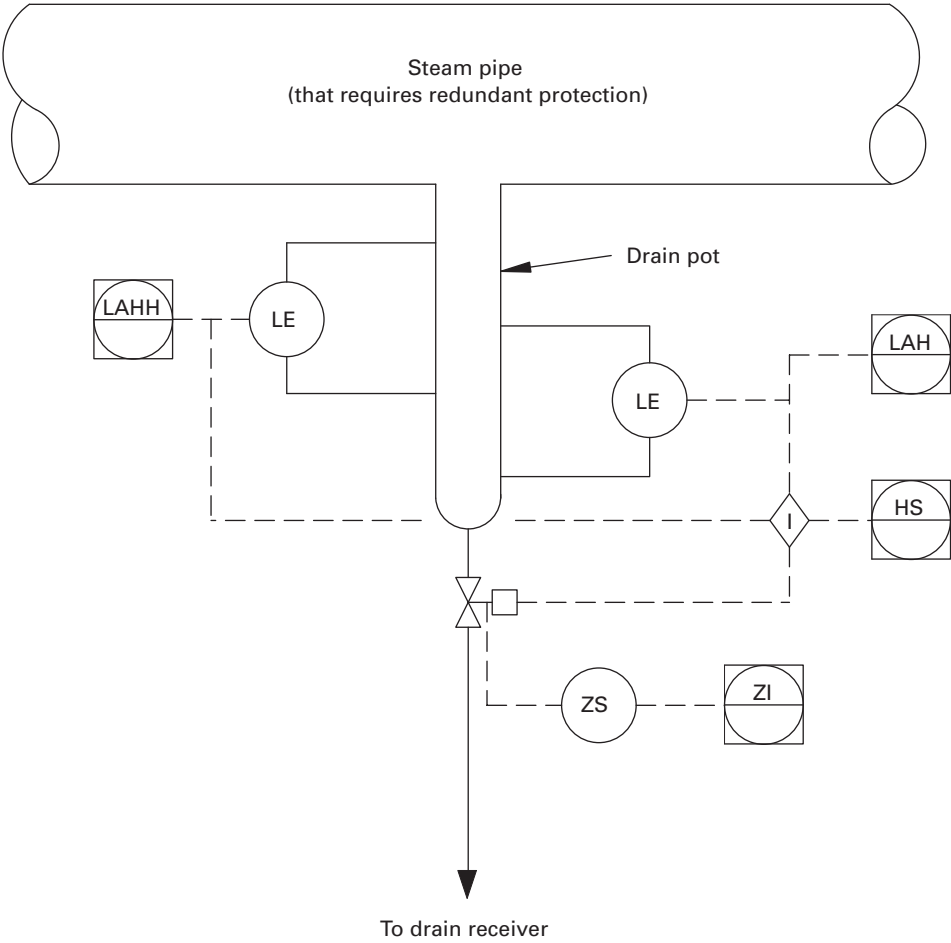 Steam pipe
(that requires redundant protection)
Drain pot
LAHH
LE
LAH
LE
HS
I
ZS
ZI
To drain receiver